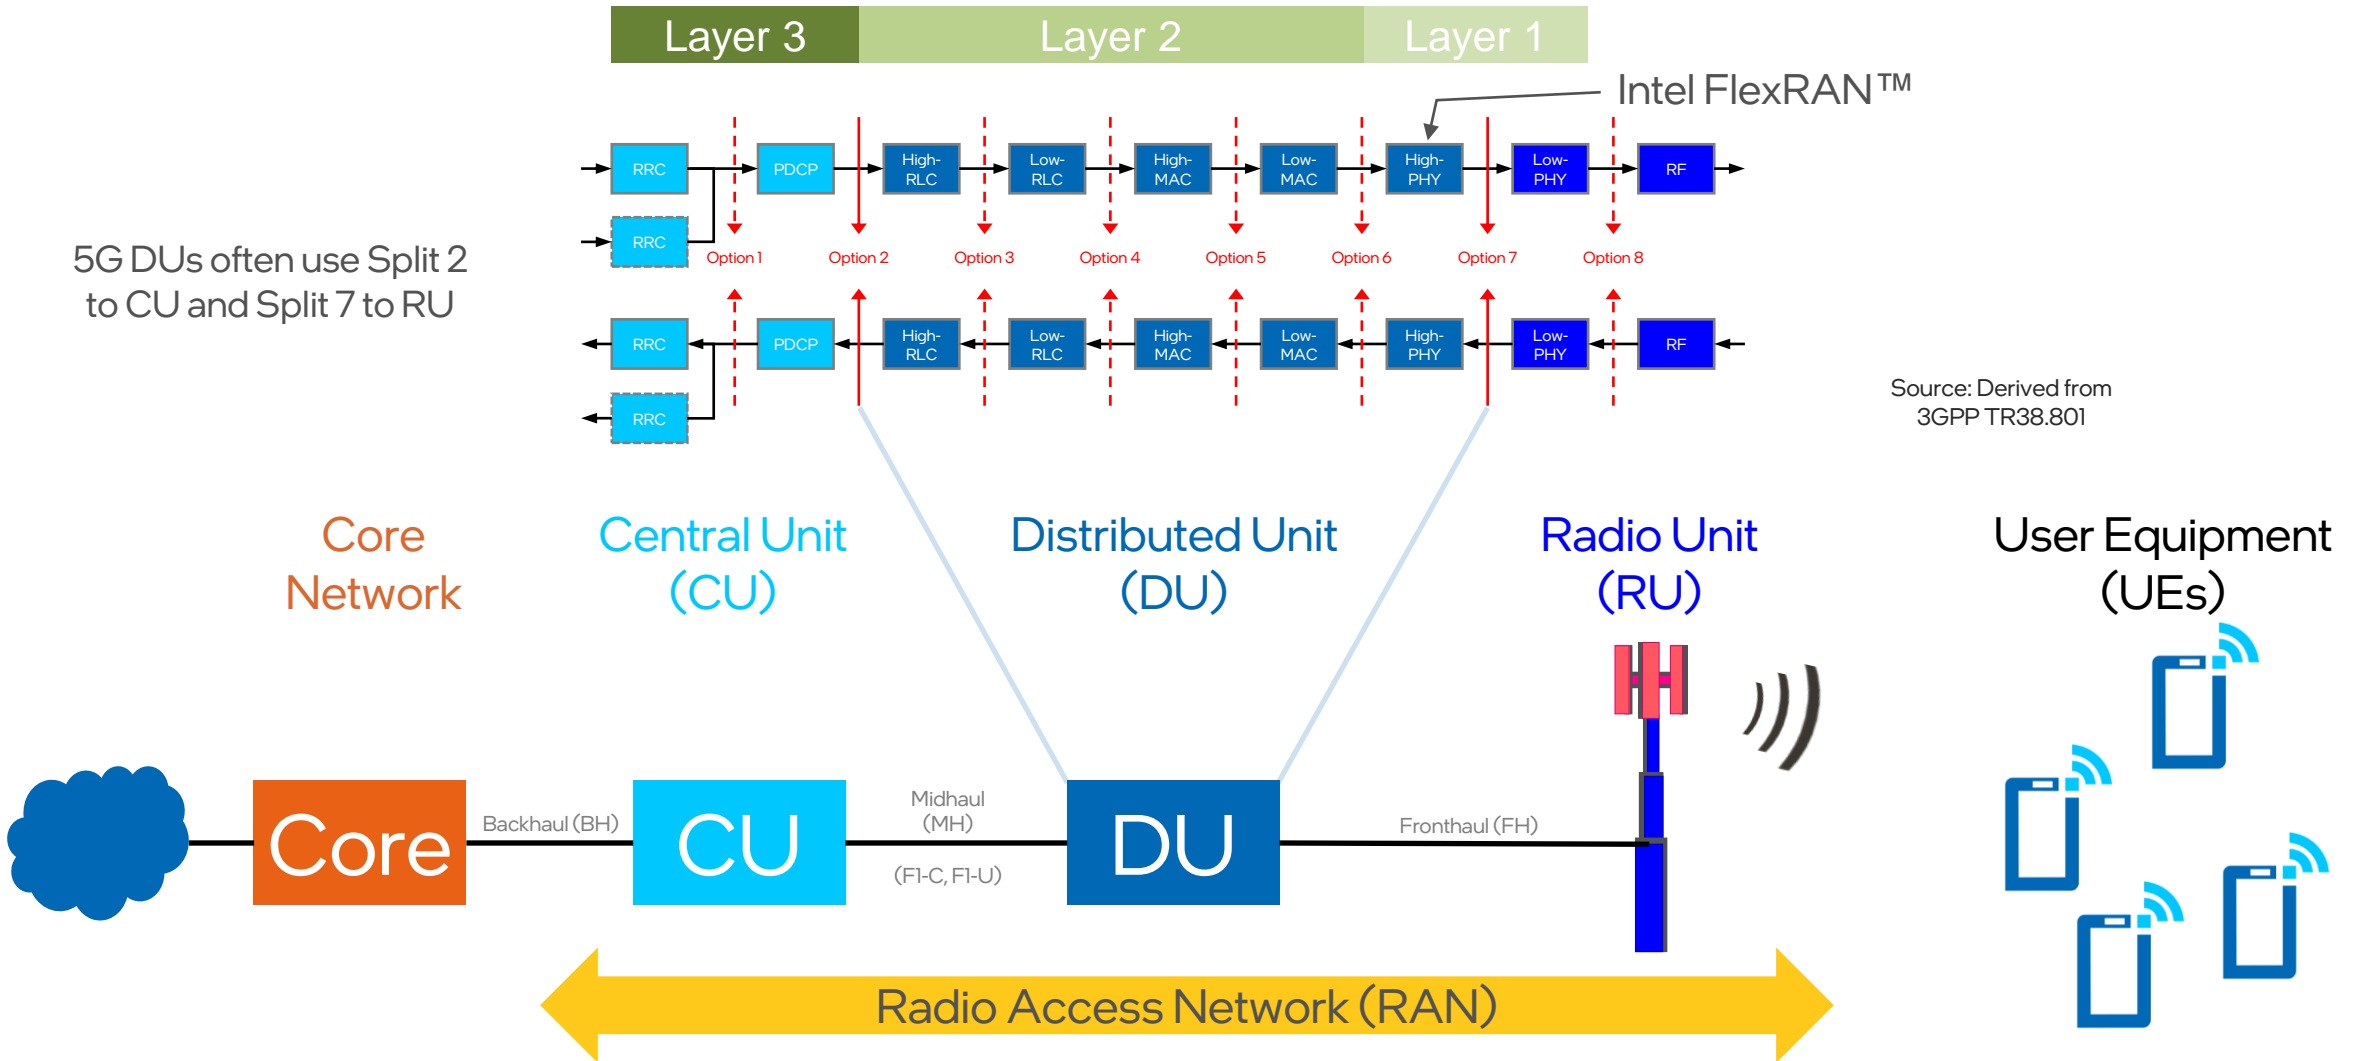 Layer 3
Layer 2
Layer 1
Intel FlexRAN™
RRC
PDCP
High-
RLC
Low-
RLC
High-
MAC
Low-
MAC
High-
PHY
Low-
PHY
RF
RRC
5G DUs often use Split 2
to CU and Split 7 to RU
Option 1
Option 2
Option 3
Option 4
Option 5
Option 6
Option 7
Option 8
RRC
PDCP
High-
RLC
Low-
RLC
High-
MAC
Low-
MAC
High-
PHY
Low-
PHY
RF
RRC
Source: Derived from
3GPP TR38.801
Core
Network
Central Unit
(CU)
Distributed Unit
(DU)
Radio Unit
(RU)
User Equipment
(UEs)
Core
Backhaul (BH)
CU
Midhaul
(MH)
(F1-C, F1-U)
DU
Fronthaul (FH)
Radio Access Network (RAN)